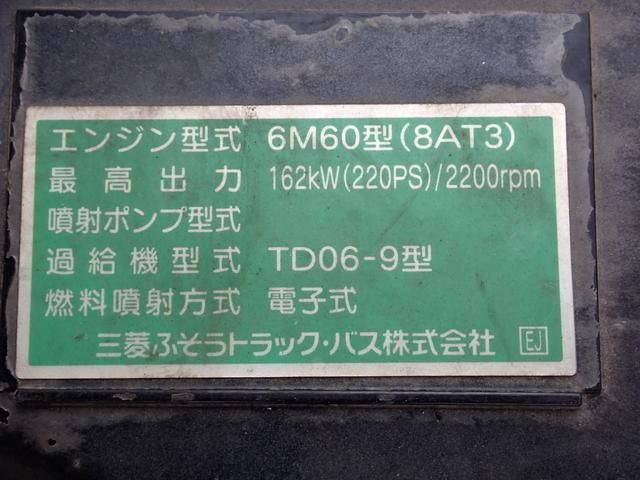 エンジン型式 6M60型(8AT3)
最高出力 162kW(220PS)/2200rpm
噴射ポンプ型式
過給機型式 TD06-9型
燃料噴射方式 電子式
三菱ふそうトラック・バス株式会社 EJ